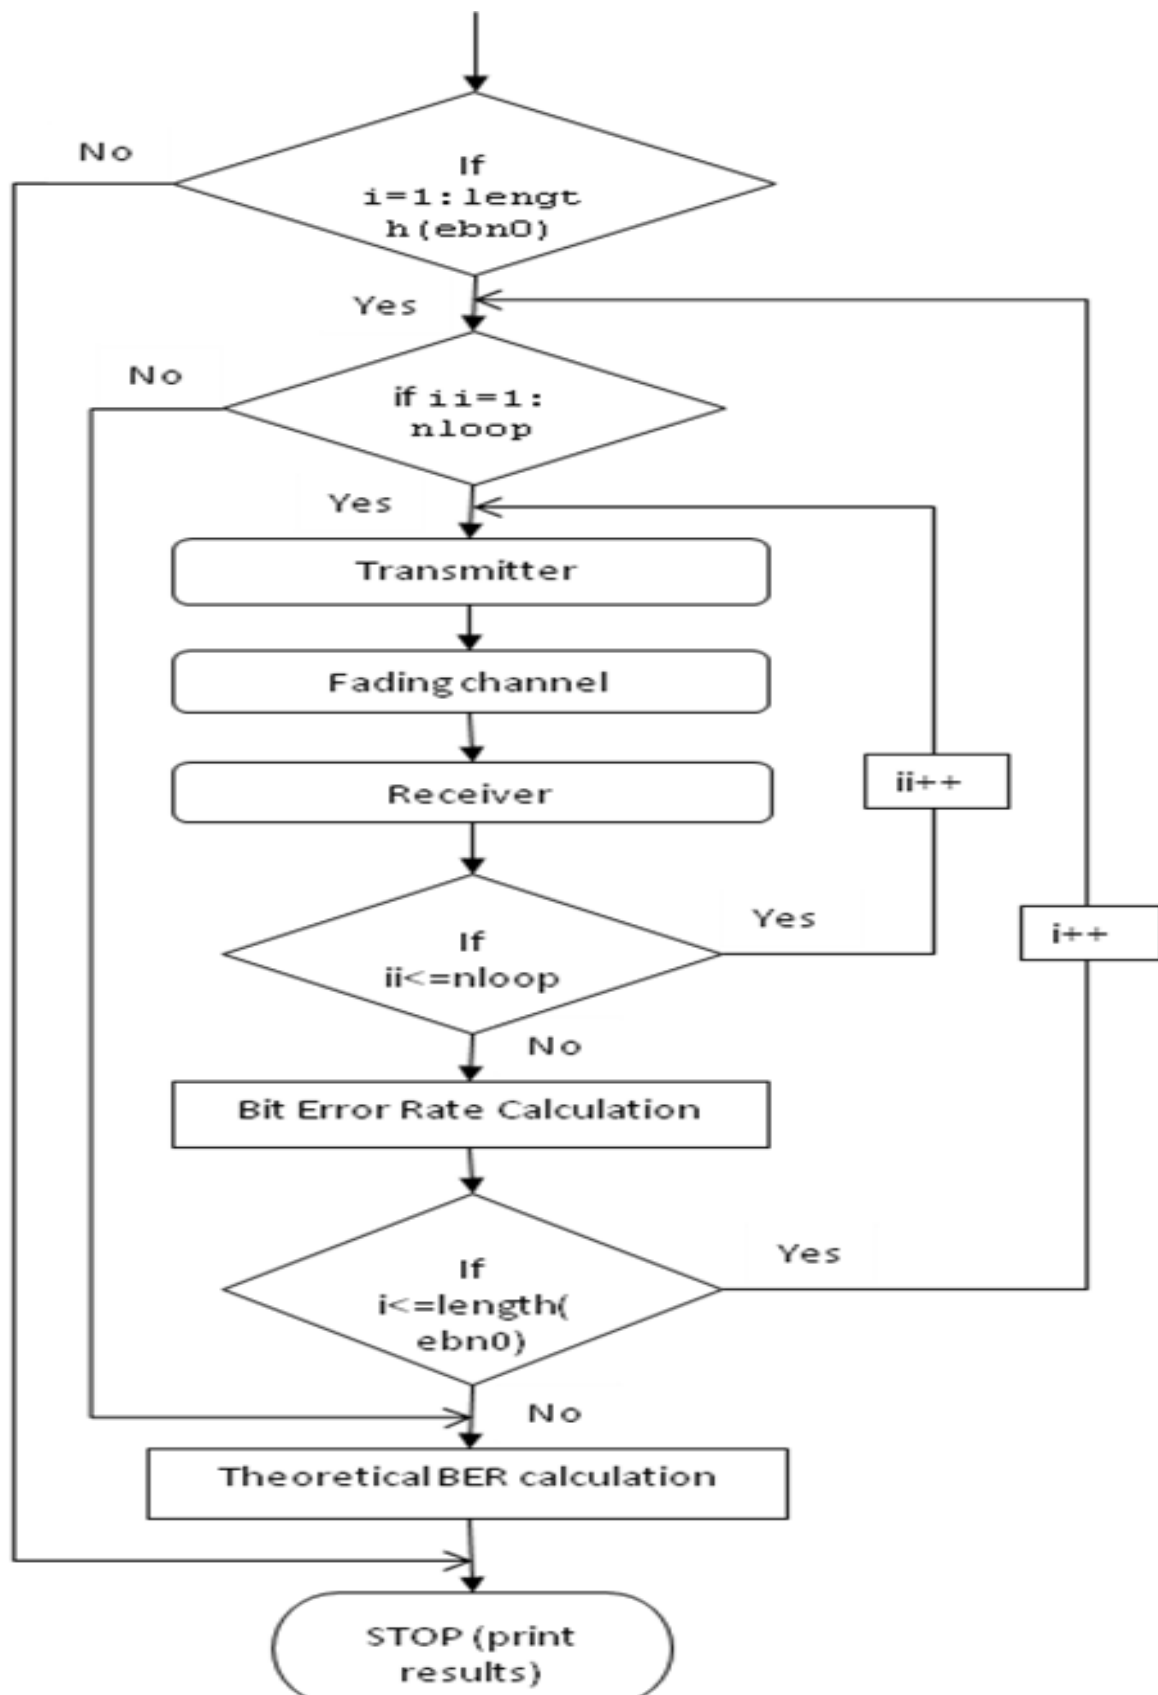 No
If
i=1:lengt
h(ebn0)
Yes
No
if ii=1:
nloop
Yes
Transmitter
Fading channel
Receiver
ii++
If
ii<=nloop
Yes
i++
No
Bit Error Rate Calculation
If
i<=length(
ebn0)
Yes
No
Theoretical BER calculation
STOP (print
results)